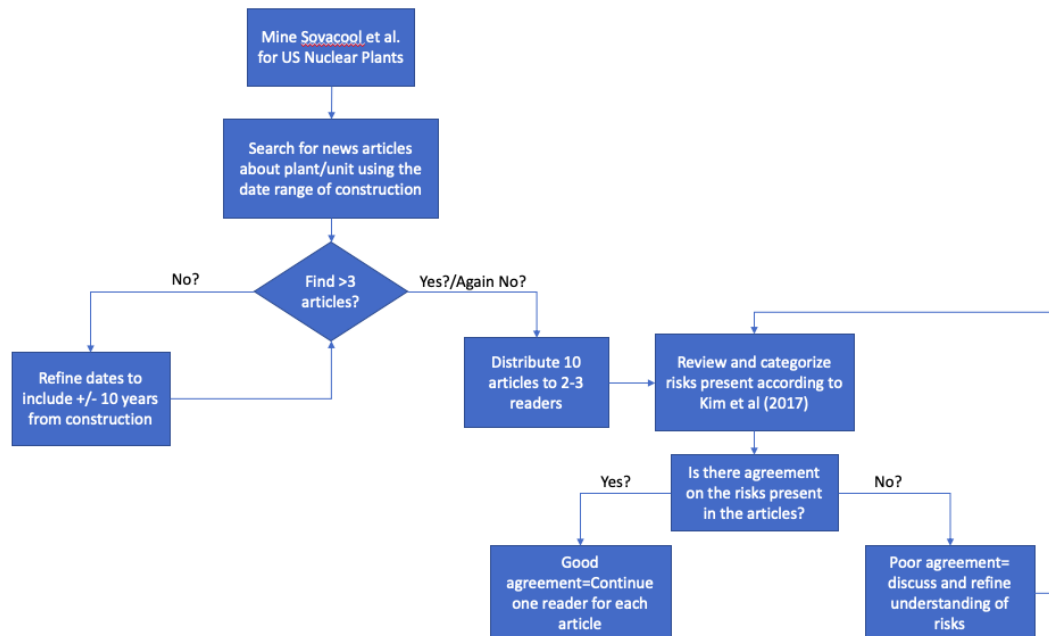 Mine Sovacool et al.
for US Nuclear Plants
Search for news articles
about plant/unit using the
date range of construction
No?
Find >3
articles?
Yes?/Again No?
Refine dates to
include +/- 10 years
from construction
Distribute 10
articles to 2-3
readers
Review and categorize
risks present according to
Kim et al (2017)
Yes?
Is there agreement
on the risks present
in the articles?
No?
Good
agreement=Continue
one reader for each
article
Poor agreement=
discuss and refine
understanding of
risks